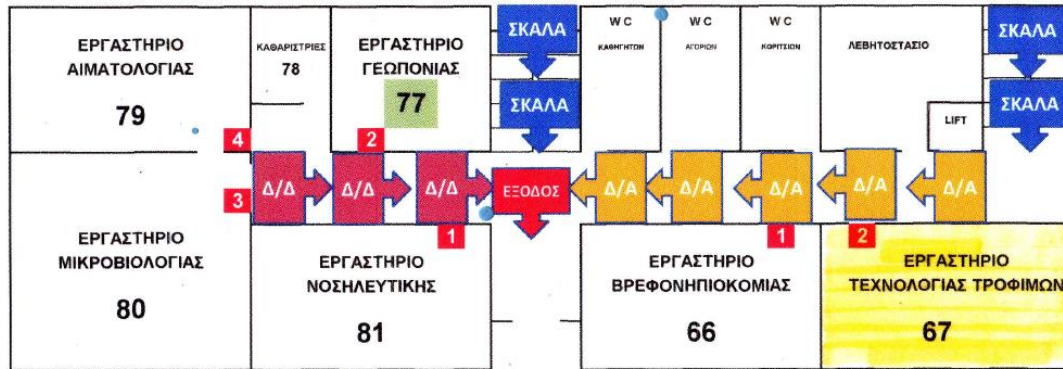 ΕΡΓΑΣΤΗΡΙΟ
ΑΙΜΑΤΟΛΟΓΙΑΣ
79
ΚΑΘΑΡΙΣΤΡΙΕΣ
78
ΕΡΓΑΣΤΗΡΙΟ
ΓΕΩΠΟΝΙΑΣ
77
ΣΚΑΛΑ
ΣΚΑΛΑ
WC
ΚΑΘΗΓΗΤΩΝ
WC
ΑΓΟΡΙΩΝ
WC
ΚΟΡΙΤΣΙΩΝ
ΛΕΒΗΤΟΣΤΑΣΙΟ
LIFT
ΣΚΑΛΑ
ΣΚΑΛΑ
4
2
3
Δ/Δ
Δ/Δ
Δ/Δ
ΕΞΟΔΟΣ
Δ/Α
Δ/Α
Δ/Α
Δ/Α
Δ/Α
1
1
2
ΕΡΓΑΣΤΗΡΙΟ
ΜΙΚΡΟΒΙΟΛΟΓΙΑΣ
80
ΕΡΓΑΣΤΗΡΙΟ
ΝΟΣΗΛΕΥΤΙΚΗΣ
81
ΕΡΓΑΣΤΗΡΙΟ
ΒΡΕΦΟΝΗΠΙΟΚΟΜΙΑΣ
66
ΕΡΓΑΣΤΗΡΙΟ
ΤΕΧΝΟΛΟΓΙΑΣ ΤΡΟΦΙΜΩΝ
67